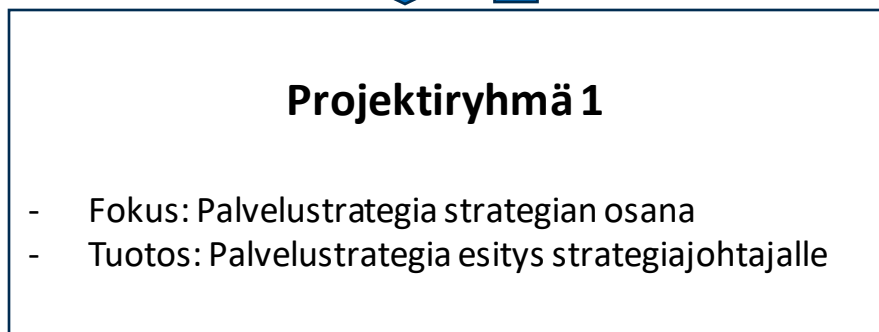 Projektiryhmä 1
- Fokus: Palvelustrategia strategian osana
- Tuotos: Palvelustrategia esitys strategiajohtajalle